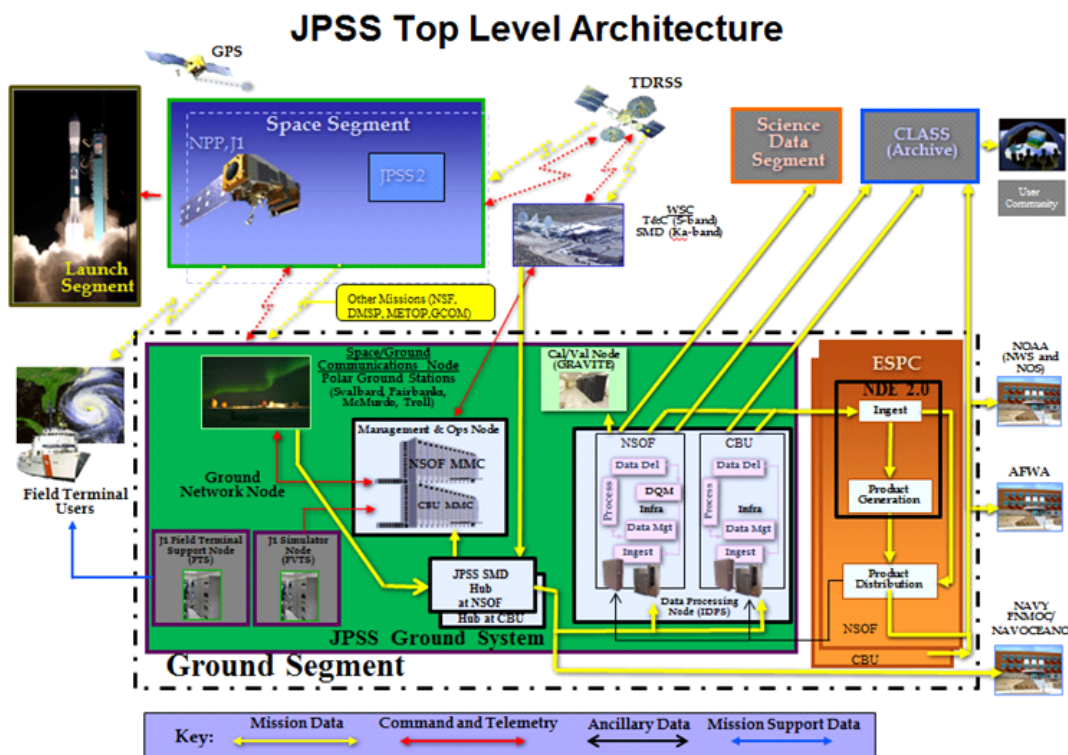 JPSS Top Level Architecture
GPS
TDRSS
Space Segment
NPP, J1
JPSS 2
Science
Data
Segment
CLASS
(Archive)
User
Community
WSC
T&C (S-band)
SMD (Ka-band)
Launch
Segment
Other Missions (NSF,
DMSP, METOP,GCOM)
Space/Ground
Communications Node
Polar Ground Stations
(Svalbard, Fairbanks,
McMurdo, Troll)
Cal/Val Node
(GRAVITE)
ESPC
NDE 2.0
Ingest
Product
Generation
Product
Distribution
NSOF
CBU
NOAA
(NWS and
NOS)
AFWA
NAVY
FNMOC/
NAVOCEANO
Management & Ops Node
NSOF MMC
CBU MMC
Ground
Network Node
Field Terminal
Users
J1 Field Terminal
Support Node
(FTS)
J1 Simulator
Node
(FVTS)
NSOF
Data Del
Process
DQM
Infra
Data Mgt
Ingest
CBU
Data Del
Process
Infra
Data Mgt
Ingest
Data Processing
Node (IDPS)
JPSS SMD
Hub
at NSOF
Hub at CBU
JPSS Ground System
Ground Segment
Key:
Mission Data
Command and Telemetry
Ancillary Data
Mission Support Data